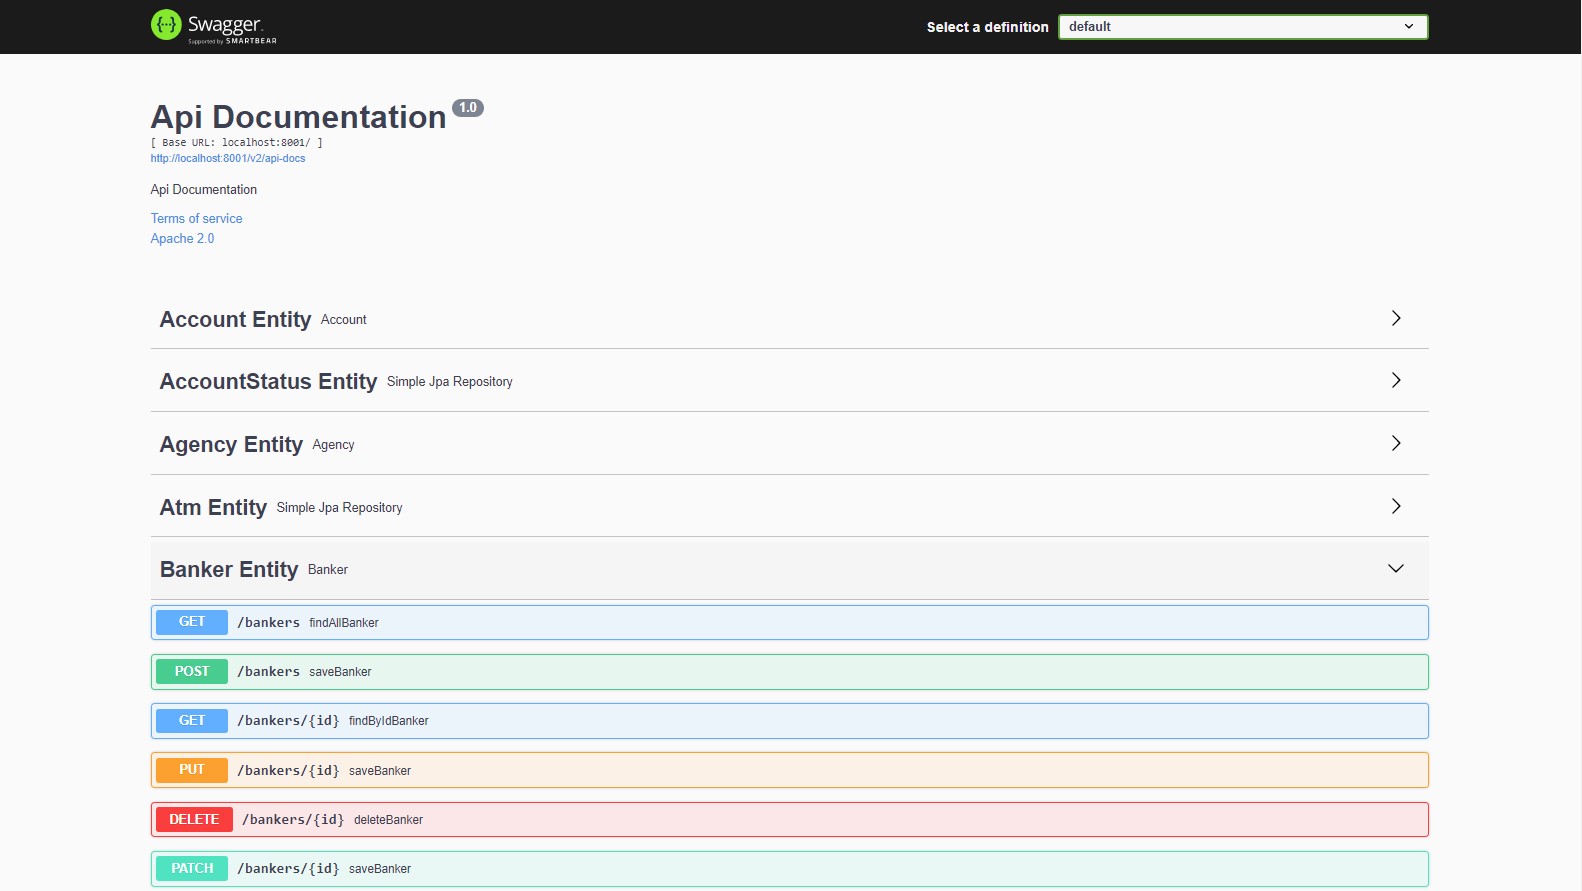 Swagger.
Supported by SMARTBEAR
Select a definition
default
Api Documentation 1.0
[ Base URL: localhost:8001/ ]
http://localhost:8001/v2/api-docs
Api Documentation
Terms of service
Apache 2.0
Account Entity Account
AccountStatus Entity Simple Jpa Repository
Agency Entity Agency
Atm Entity Simple Jpa Repository
Banker Entity Banker
GET /bankers findAllBanker
POST /bankers saveBanker
GET /bankers/{id} findByIdBanker
PUT /bankers/{id} saveBanker
DELETE /bankers/{id} deleteBanker
PATCH /bankers/{id} saveBanker